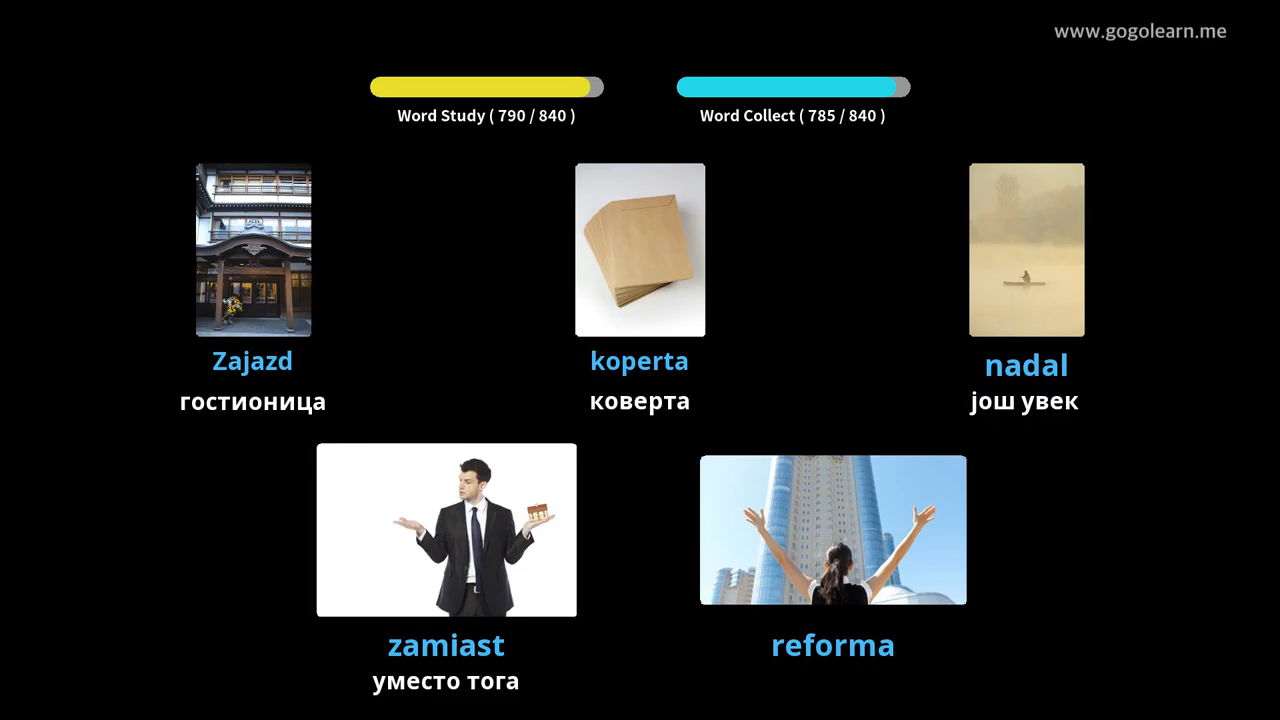 www.gogolearn.me
Word Study ( 790 / 840 )
Word Collect ( 785 / 840 )
Zajazd
гостионица
koperta
коверта
nadal
још увек
zamiast
уместо тога
reforma